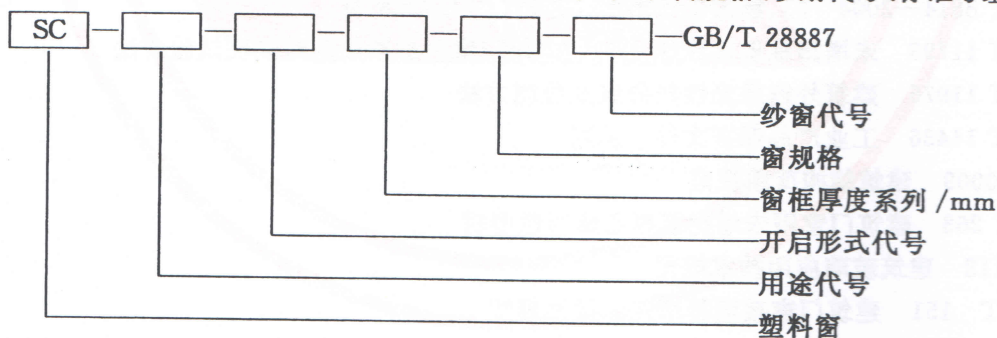 SC — — — — — —GB/T 28887
纱窗代号
窗规格
窗框厚度系列/mm
开启形式代号
用途代号
塑料窗